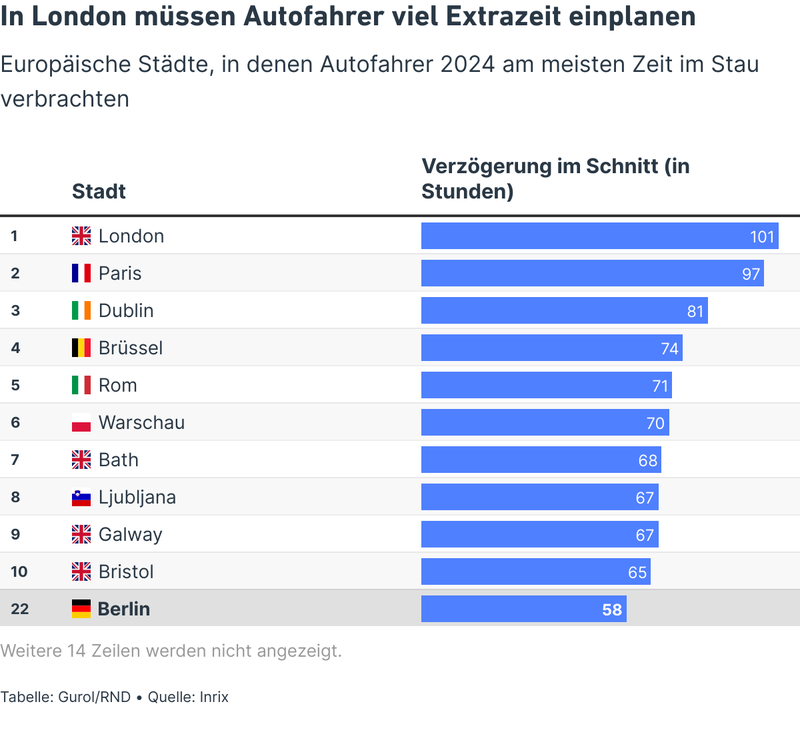 In London müssen Autofahrer viel Extrazeit einplanen
Europäische Städte, in denen Autofahrer 2024 am meisten Zeit im Stau
verbrachten
Stadt
Verzögerung im Schnitt (in
Stunden)
1 London 101
2 Paris 97
3 Dublin 81
4 Brüssel 74
5 Rom 71
6 Warschau 70
7 Bath 68
8 Ljubljana 67
9 Galway 67
10 Bristol 65
22 Berlin 58
Weitere 14 Zeilen werden nicht angezeigt.
Tabelle: Gurol/RND • Quelle: Inrix